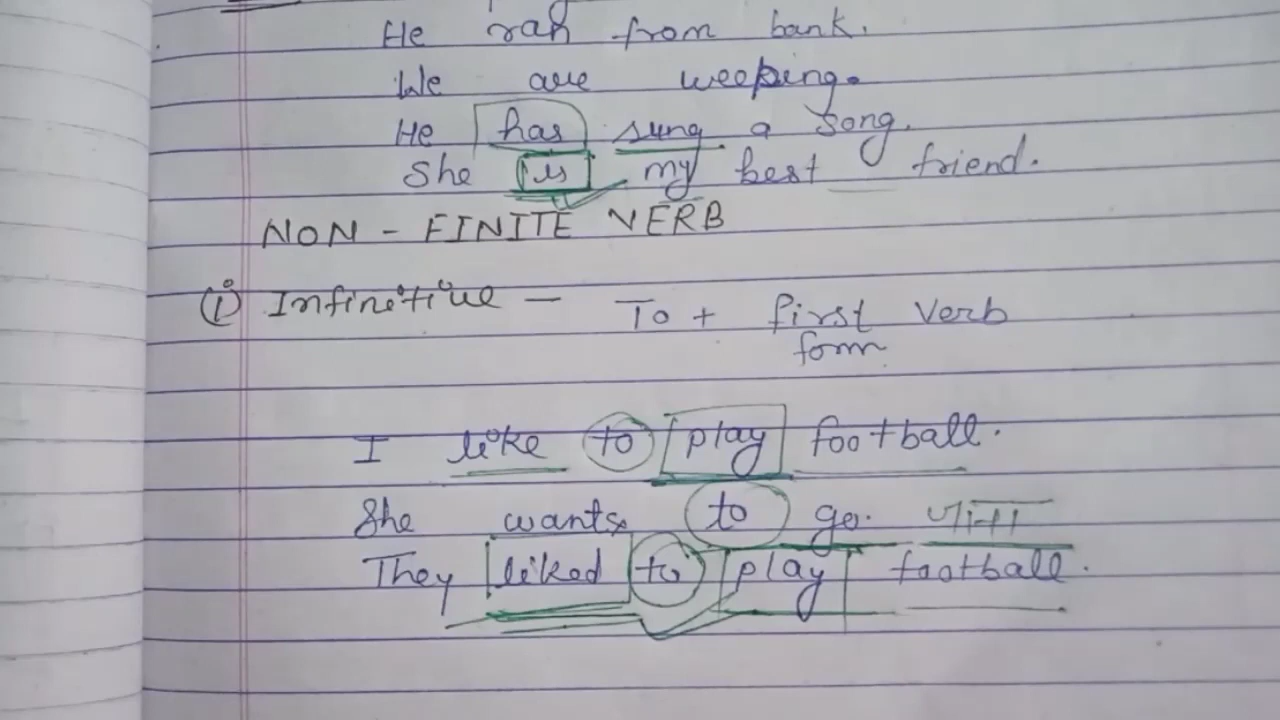 He ran from bank.
We are weeping.
He has sung a song.
She is my best friend.
NON - FINITE VERB
(i) Infinitive - To + first verb
form
I like to play football.
She wants to go.
They liked to play football.